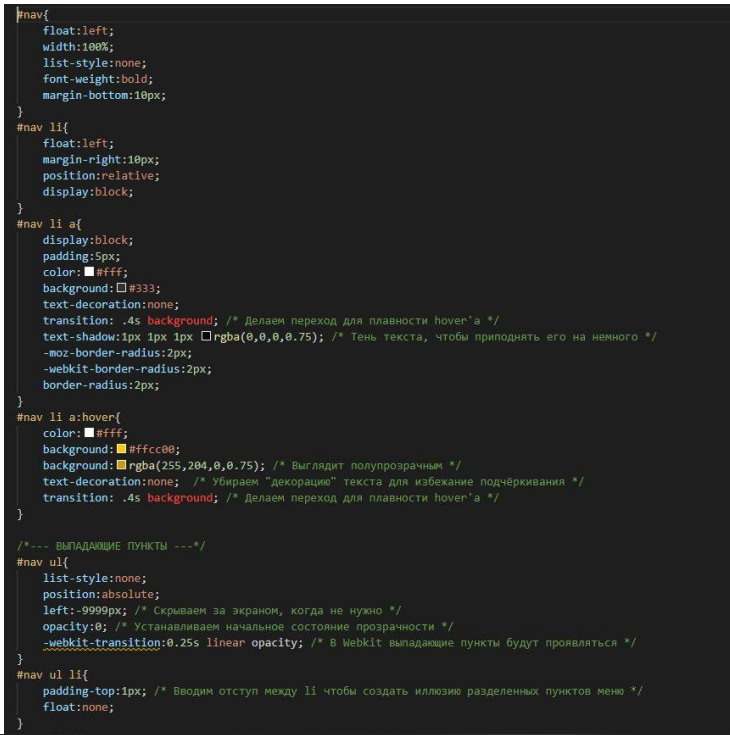 #nav{
    float:left;
    width:100%;
    list-style:none;
    font-weight:bold;
    margin-bottom:10px;
}
#nav li{
    float:left;
    margin-right:10px;
    position:relative;
    display:block;
}
#nav li a{
    display:block;
    padding:5px;
    color:#fff;
    background:#333;
    text-decoration:none;
    transition: .4s background; /* Делаем переход для плавности hover'а */
    text-shadow:1px 1px 1px rgba(0,0,0,0.75); /* Тень текста, чтобы приподнять его на немного */
    -moz-border-radius:2px;
    -webkit-border-radius:2px;
    border-radius:2px;
}
#nav li a:hover{
    color:#fff;
    background:#ffcc00;
    background:rgba(255,204,0,0.75); /* Выглядит полупрозрачным */
    text-decoration:none;  /* Убираем "декорацию" текста для избежание подчёркивания */
    transition: .4s background; /* Делаем переход для плавности hover'а */
}

/*--- ВЫПАДАЮЩИЕ ПУНКТЫ ---*/
#nav ul{
    list-style:none;
    position:absolute;
    left:-9999px; /* Скрываем за экраном, когда не нужно */
    opacity:0; /* Устанавливаем начальное состояние прозрачности */
    -webkit-transition:0.25s linear opacity; /* В Webkit выпадающие пункты будут проявляться */
}
#nav ul li{
    padding-top:1px; /* Вводим отступ между li чтобы создать иллюзию разделенных пунктов меню */
    float:none;
}